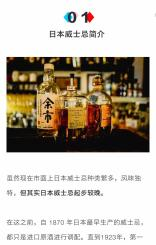 01
日本威士忌简介
余市
虽然现在市面上日本威士忌种类繁多，风味独
特，但其实日本威士忌起步较晚。
在这之前，自 1870 年日本最早生产的威士忌，
都只是进口原酒进行调配。直到1923年，第一